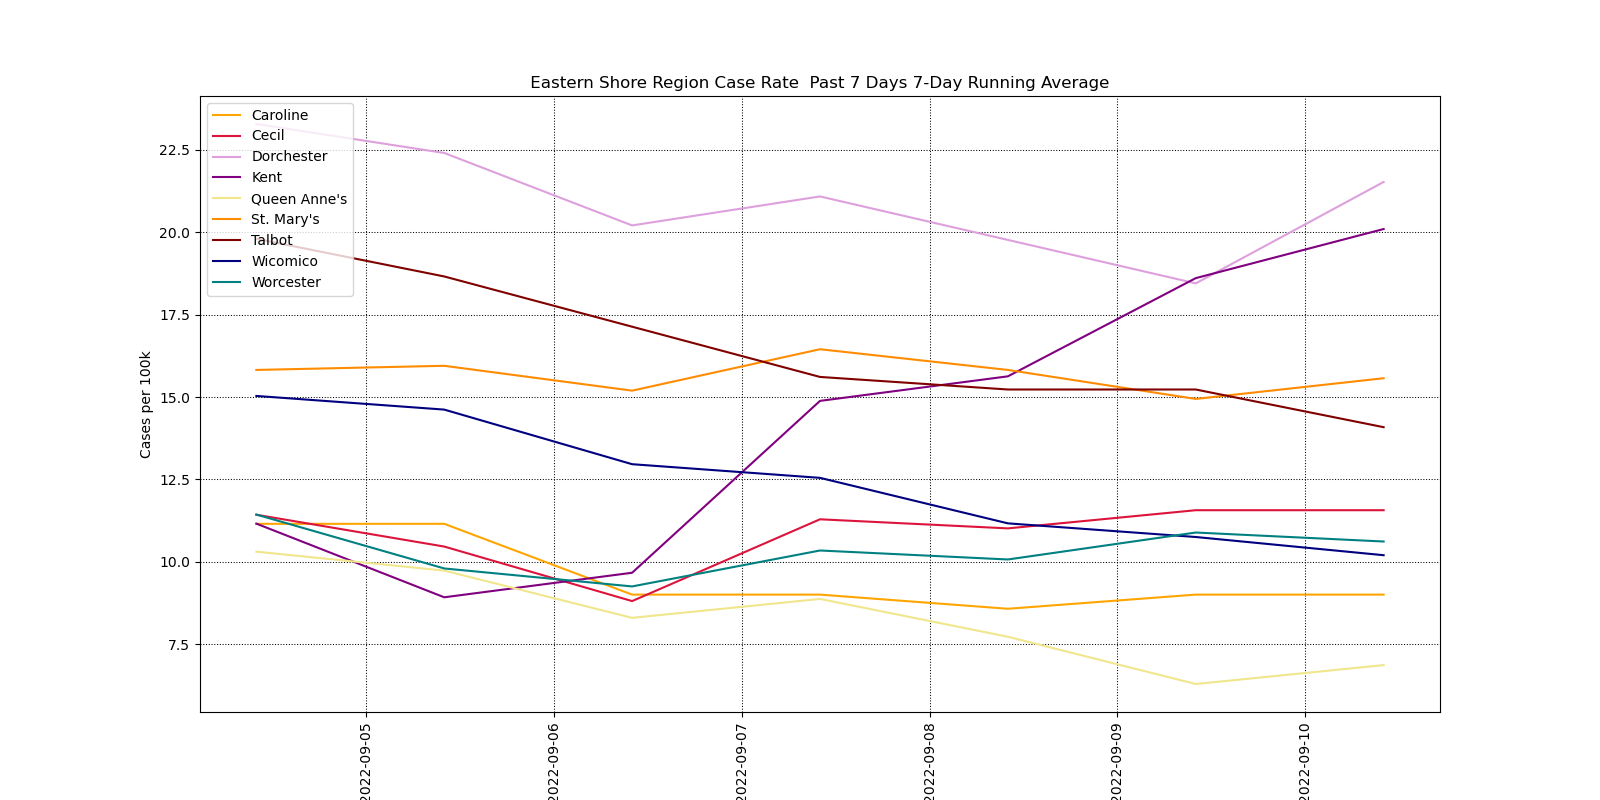 Eastern Shore Region Case Rate  Past 7 Days 7-Day Running Average
Caroline
Cecil
Dorchester
Kent
Queen Anne's
St. Mary's
Talbot
Wicomico
Worcester
22.5
20.0
17.5
15.0
12.5
10.0
7.5
Cases per 100k
2022-09-05
2022-09-06
2022-09-07
2022-09-08
2022-09-09
2022-09-10